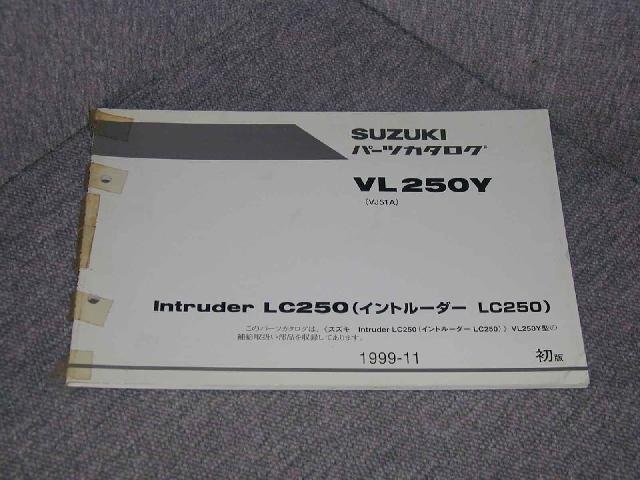 SUZUKI
パーツカタログ
VL250Y
(VJ51A)
Intruder LC250(イントルーダー LC250)
このパーツカタログは、《スズキ Intruder LC250(イントルーダー LC250)》VL250Y型の
補給取扱い部品を収録してあります。
1999-11
初版